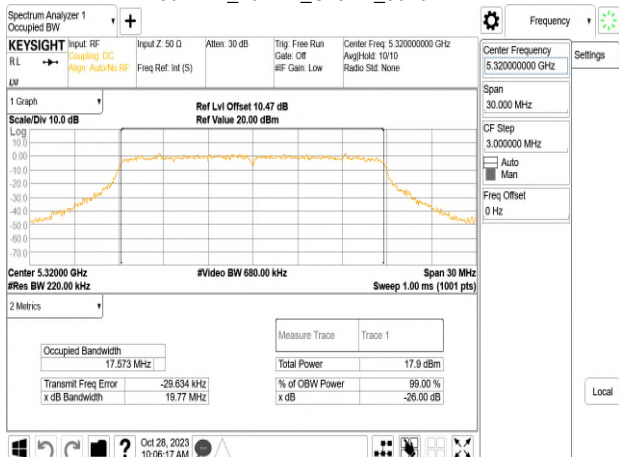 Spectrum Analyzer 1
Occupied BW
+
Frequency
KEYSIGHT
RL
Input: RF
Coupling: DC
Align: Auto/No RF
Input Z: 50 Ω
Freq Ref: Int (S)
Atten: 30 dB
Trig: Free Run
Gate: Off
#IF Gain: Low
Center Freq: 5.320000000 GHz
Avg|Hold: 10/10
Radio Std: None
Center Frequency
5.320000000 GHz
Settings
Span
30.000 MHz
CF Step
3.000000 MHz
Auto
Man
Freq Offset
0 Hz
Local
1 Graph
Scale/Div 10.0 dB
Ref Lvl Offset 10.47 dB
Ref Value 20.00 dBm
Log
10.0
0.00
-10.0
-20.0
-30.0
-40.0
-50.0
-60.0
-70.0
Center 5.32000 GHz
#Video BW 680.00 kHz
Span 30 MHz
#Res BW 220.00 kHz
Sweep 1.00 ms (1001 pts)
2 Metrics
Measure Trace
Trace 1
Occupied Bandwidth
17.573 MHz
Total Power
17.9 dBm
Transmit Freq Error
-29.634 kHz
% of OBW Power
99.00 %
x dB Bandwidth
19.77 MHz
x dB
-26.00 dB
?
Oct 28, 2023
10:06:17 AM